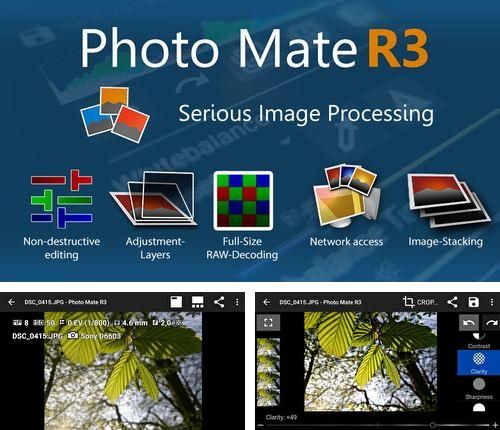 Photo Mate R3
Serious Image Processing
Non-destructive
editing
Adjustment-
Layers
Full-Size
RAW-Decoding
Network access
Image-Stacking
DSC_0415.JPG - Photo Mate R3
8 ISO 50 0 EV (1/800) 4.6 mm 2,0
DSC_0415.JPG Sony D6603
DSC_0415.JPG - Photo Mate R3
CROP...
Contrast
Clarity
Sharpness
Clarity: +49